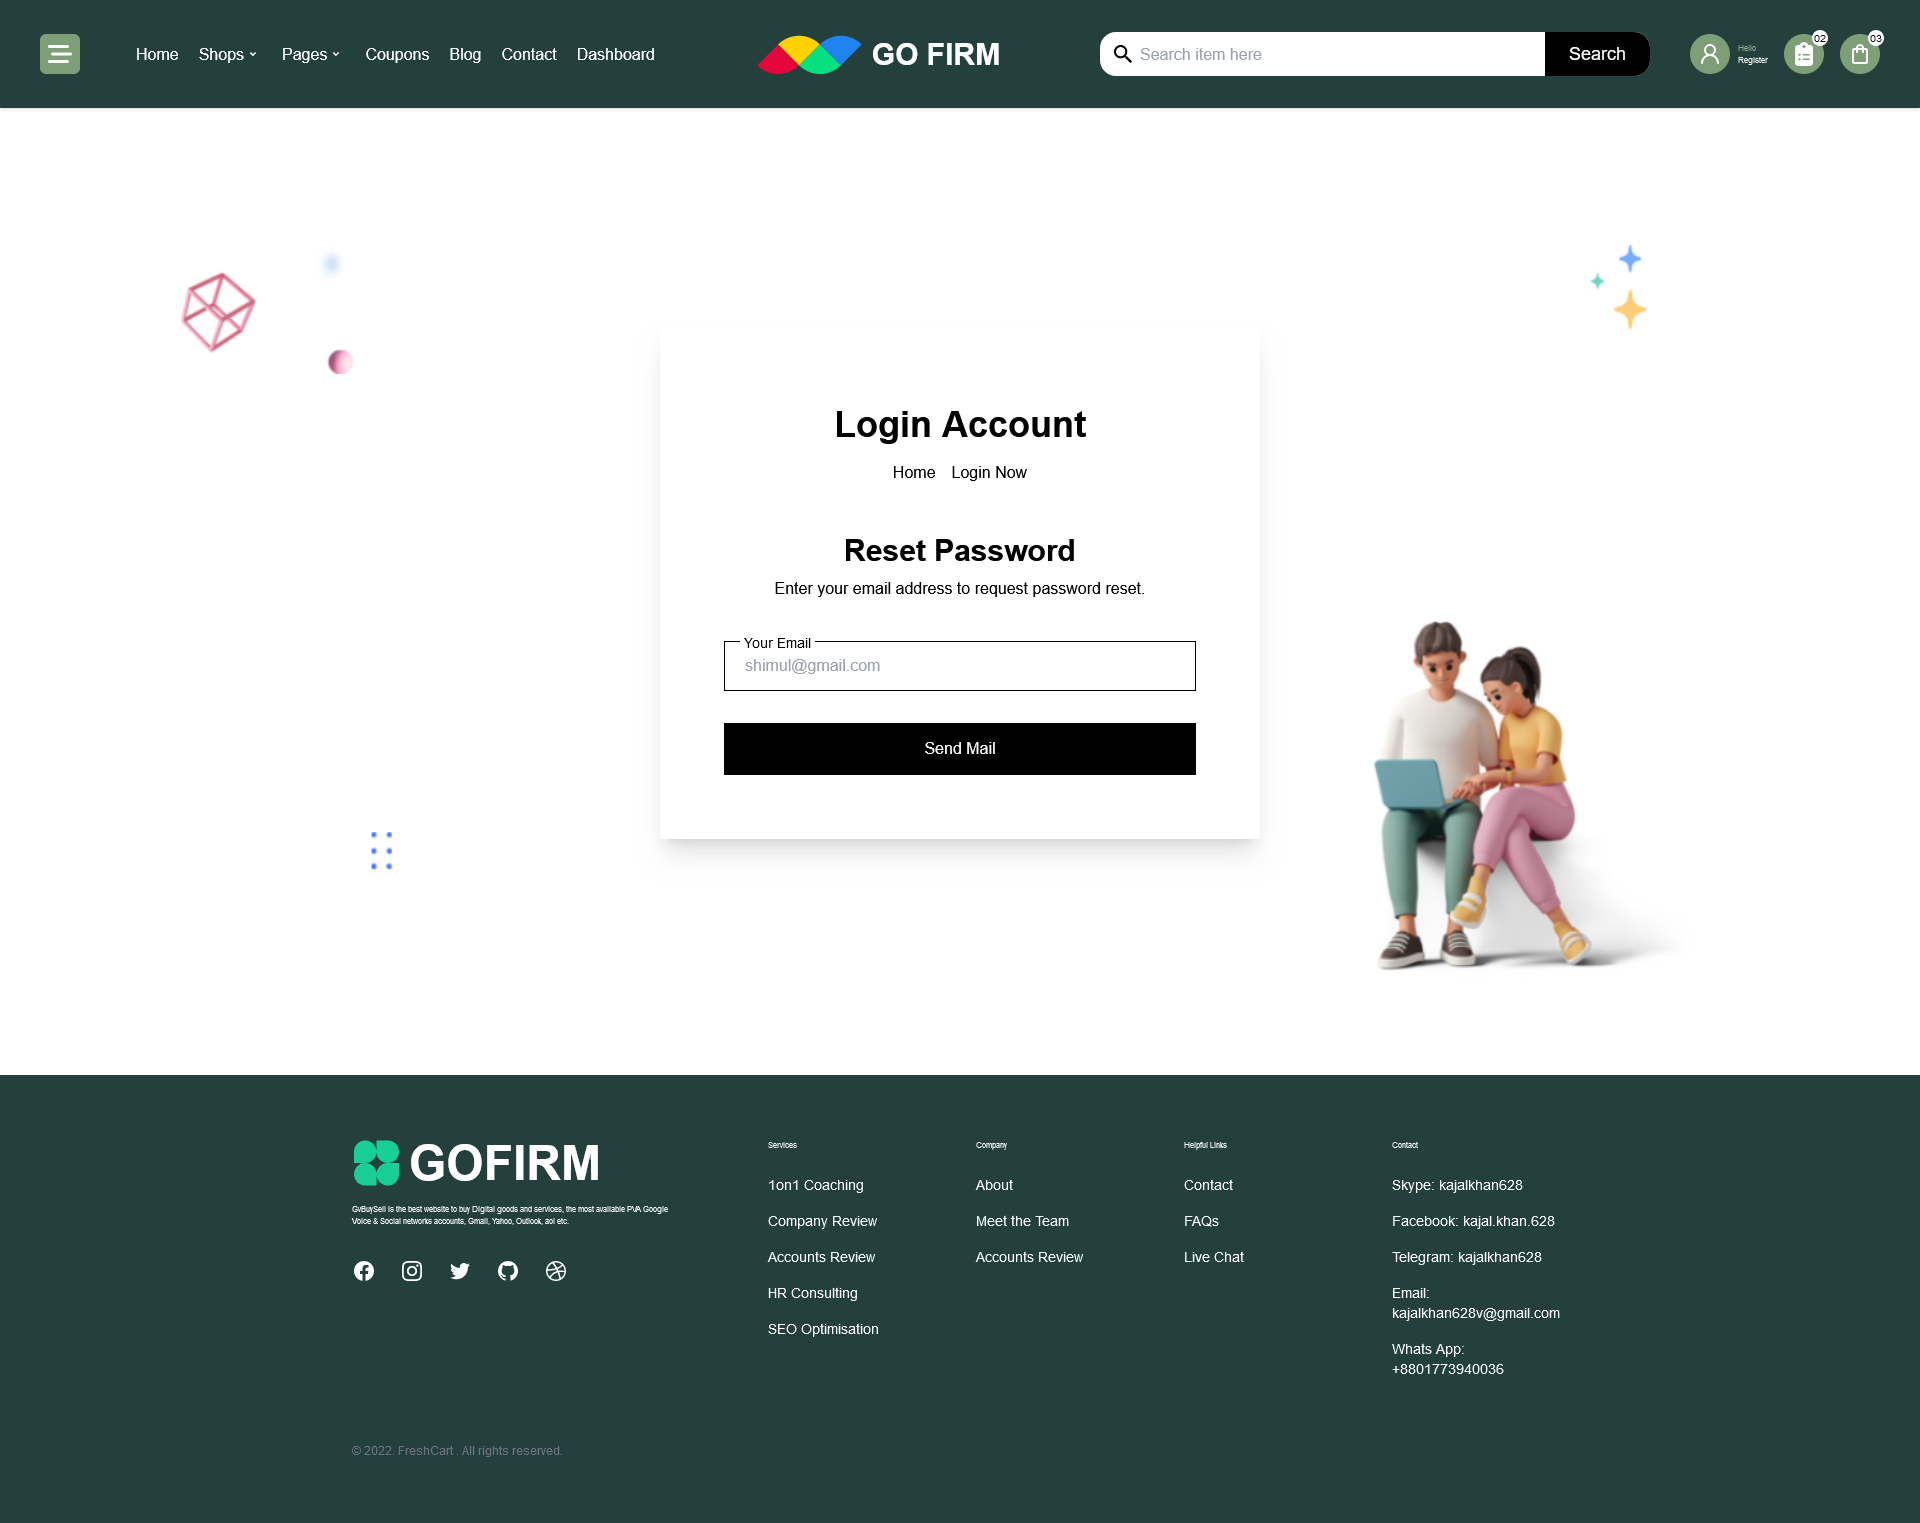 Home Shops Pages Coupons Blog Contact Dashboard
GO FIRM
Search item here
Search
Hello
Register
02
03
Login Account
Home Login Now
Reset Password
Enter your email address to request password reset.
Your Email
shimul@gmail.com
Send Mail
GOFIRM
GvBuySell is the best website to buy Digital goods and services, the most available PVA Google
Voice & Social networks accounts, Gmail, Yahoo, Outlook, aol etc.
Services
1on1 Coaching
Company Review
Accounts Review
HR Consulting
SEO Optimisation
Company
About
Meet the Team
Accounts Review
Helpful Links
Contact
FAQs
Live Chat
Contact
Skype: kajalkhan628
Facebook: kajal.khan.628
Telegram: kajalkhan628
Email:
kajalkhan628v@gmail.com
Whats App:
+8801773940036
© 2022. FreshCart . All rights reserved.